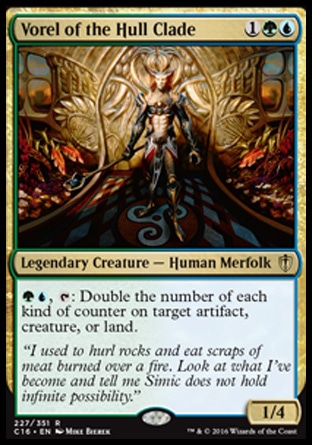 Vorel of the Hull Clade 1
Legendary Creature — Human Merfolk
: Double the number of each
kind of counter on target artifact,
creature, or land.
“I used to hurl rocks and eat scraps of
meat burned over a fire. Look at what I've
become and tell me Simic does not hold
infinite possibility.”
1/4
227/351 R
C16 • EN Mike Bierek
™ & © 2016 Wizards of the Coast